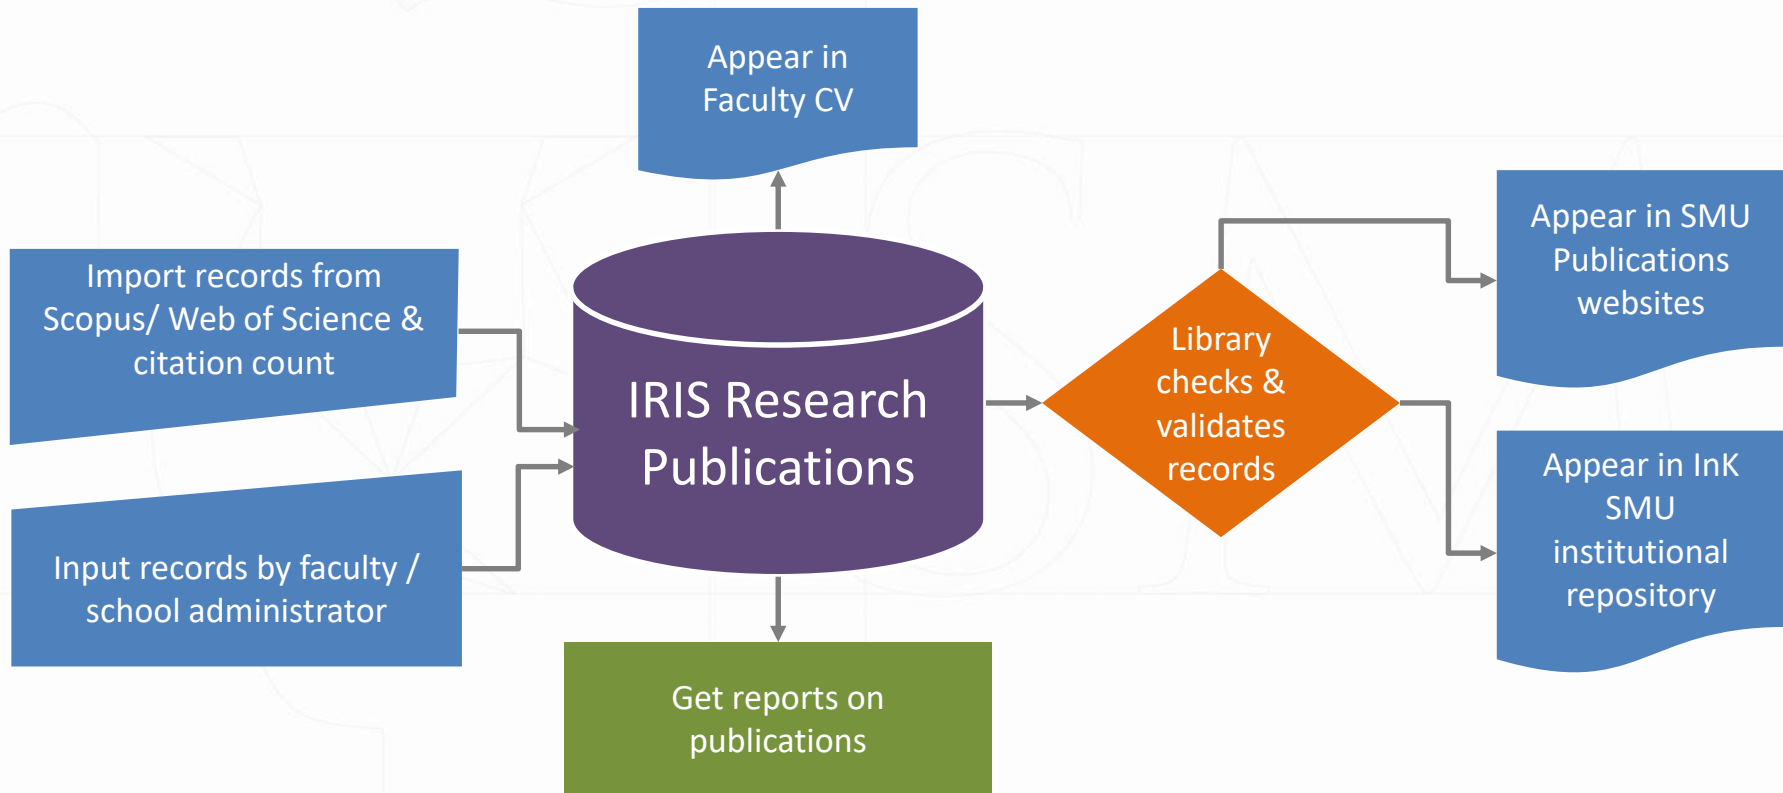 Appear in
Faculty CV
Import records from
Scopus/ Web of Science &
citation count
Input records by faculty /
school administrator
IRIS Research
Publications
Get reports on
publications
Library
checks &
validates
records
Appear in SMU
Publications
websites
Appear in InK
SMU
institutional
repository